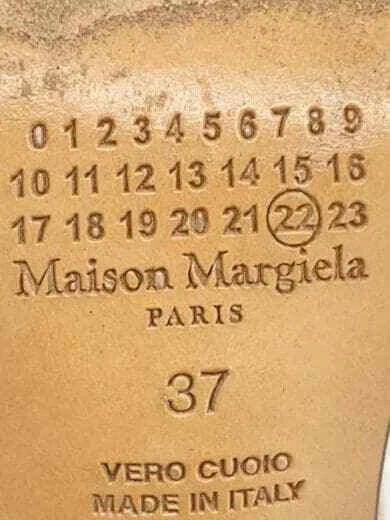 0 1 2 3 4 5 6 7 8 9
10 11 12 13 14 15 16
17 18 19 20 21 22 23
Maison Margiela
PARIS
37
VERO CUOIO
MADE IN ITALY